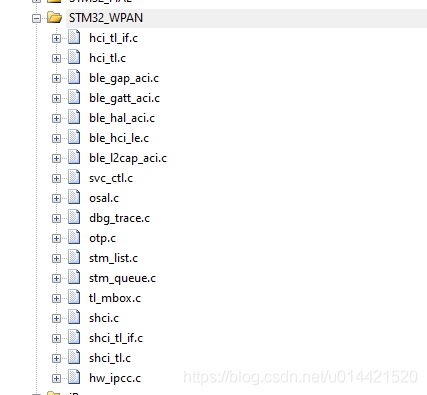 STM32_WPAN
hci_tl_if.c
hci_tl.c
ble_gap_aci.c
ble_gatt_aci.c
ble_hal_aci.c
ble_hci_le.c
ble_l2cap_aci.c
svc_ctl.c
osal.c
dbg_trace.c
otp.c
stm_list.c
stm_queue.c
tl_mbox.c
shci.c
shci_tl_if.c
shci_tl.c
hw_ipcc.c
https://blog.csdn.net/u014421520